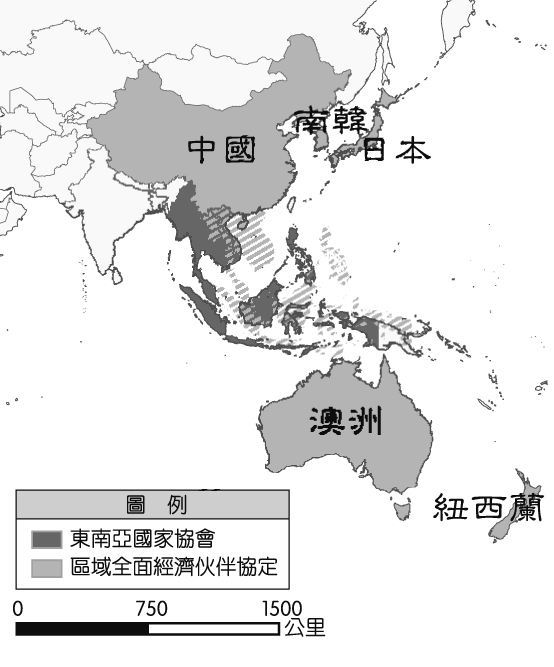 南韓
中國
日本
澳洲
紐西蘭
圖 例
東南亞國家協會
區域全面經濟伙伴協定
0 750 1500
公里